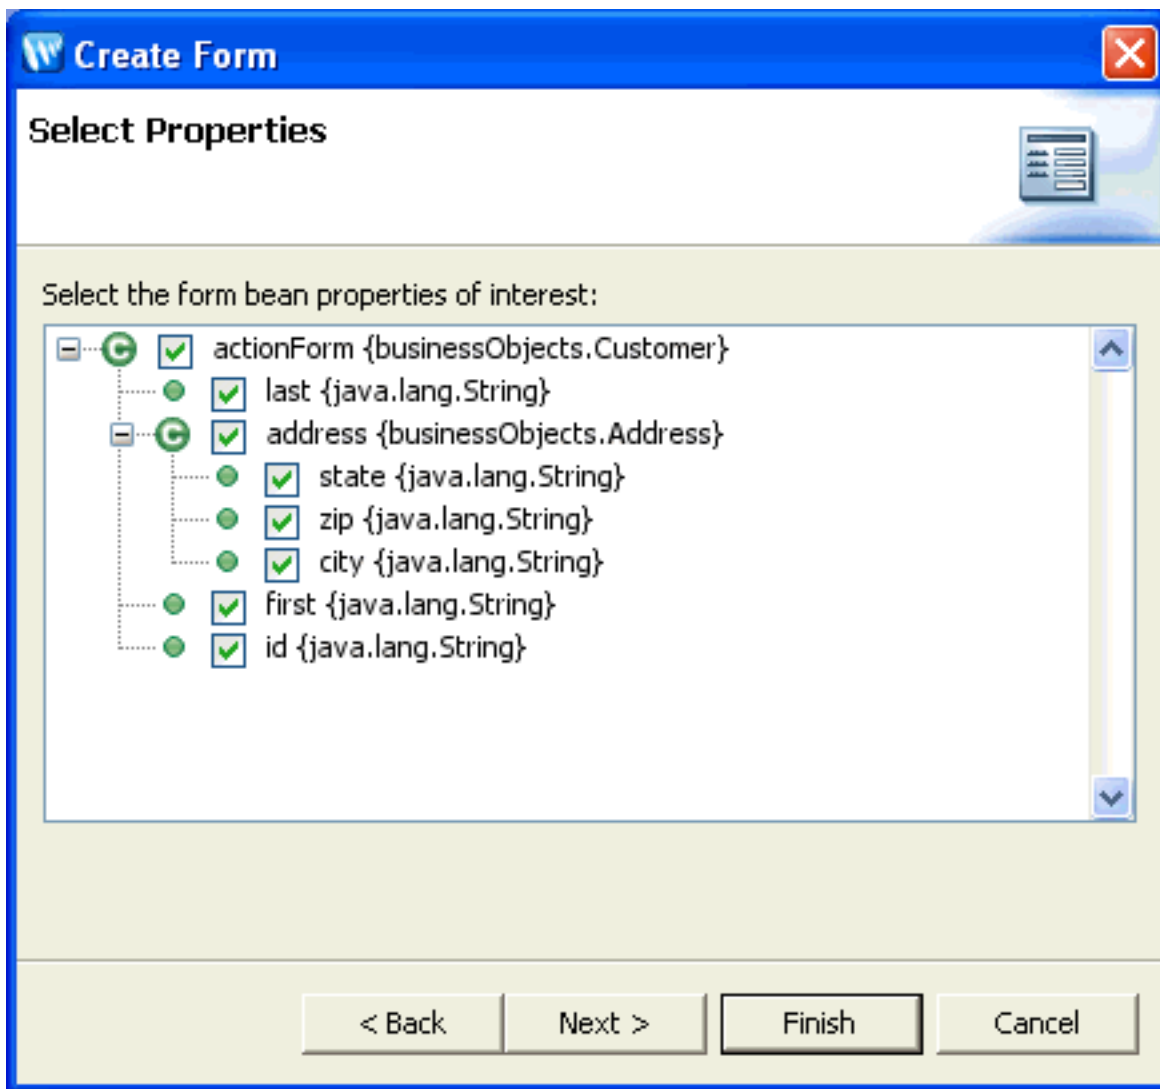 Create Form
Select Properties
Select the form bean properties of interest:
actionForm {businessObjects.Customer}
last {java.lang.String}
address {businessObjects.Address}
state {java.lang.String}
zip {java.lang.String}
city {java.lang.String}
first {java.lang.String}
id {java.lang.String}
< Back Next > Finish Cancel